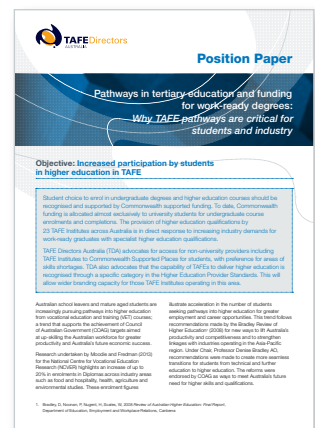 TAFEDirectors
AUSTRALIA
Position Paper
Pathways in tertiary education and funding
for work-ready degrees:
Why TAFE pathways are critical for
students and industry
Objective: Increased participation by students
in higher education in TAFE
Student choice to enrol in undergraduate degrees and higher education courses should be
recognised and supported by Commonwealth supported funding. To date, Commonwealth
funding is allocated almost exclusively to university students for undergraduate course
enrolments and completions. The provision of higher education qualifications by
23 TAFE Institutes across Australia is in direct response to increasing industry demands for
work-ready graduates with specialist higher education qualifications.
TAFE Directors Australia (TDA) advocates for access for non-university providers including
TAFE Institutes to Commonwealth Supported Places for students, with preference for areas of
skills shortages. TDA also advocates that the capability of TAFEs to deliver higher education is
recognised through a specific category in the Higher Education Provider Standards. This will
allow wider branding capacity for those TAFE Institutes operating in this area.
Australian school leavers and mature aged students are
increasingly pursuing pathways into higher education
from vocational education and training (VET) courses;
a trend that supports the achievement of Council
of Australian Government (COAG) targets aimed
at up-skilling the Australian workforce for greater
productivity and Australia's future economic success.
Research undertaken by Moodie and Fredman (2013)
for the National Centre for Vocational Education
Research (NCVER) highlights an increase of up to
20% in enrolments in Diplomas across industry areas
such as food and hospitality, health, agriculture and
environmental studies. These enrolment figures
illustrate acceleration in the number of students
seeking pathways into higher education for greater
employment and career opportunities. This trend follows
recommendations made by the Bradley Review of
Higher Education¹ (2008) for new ways to lift Australia's
productivity and competitiveness and to strengthen
linkages with industries operating in the Asia-Pacific
region. Under Chair, Professor Denise Bradley AO,
recommendations were made to create more seamless
transitions for students from technical and further
education to higher education. The reforms were
endorsed by COAG as ways to meet Australia's future
need for higher skills and qualifications.
1. Bradley, D, Noonan, P, Nugent, H, Scales, W. 2008 Review of Australian Higher Education: Final Report,
Department of Education, Employment and Workplace Relations, Canberra